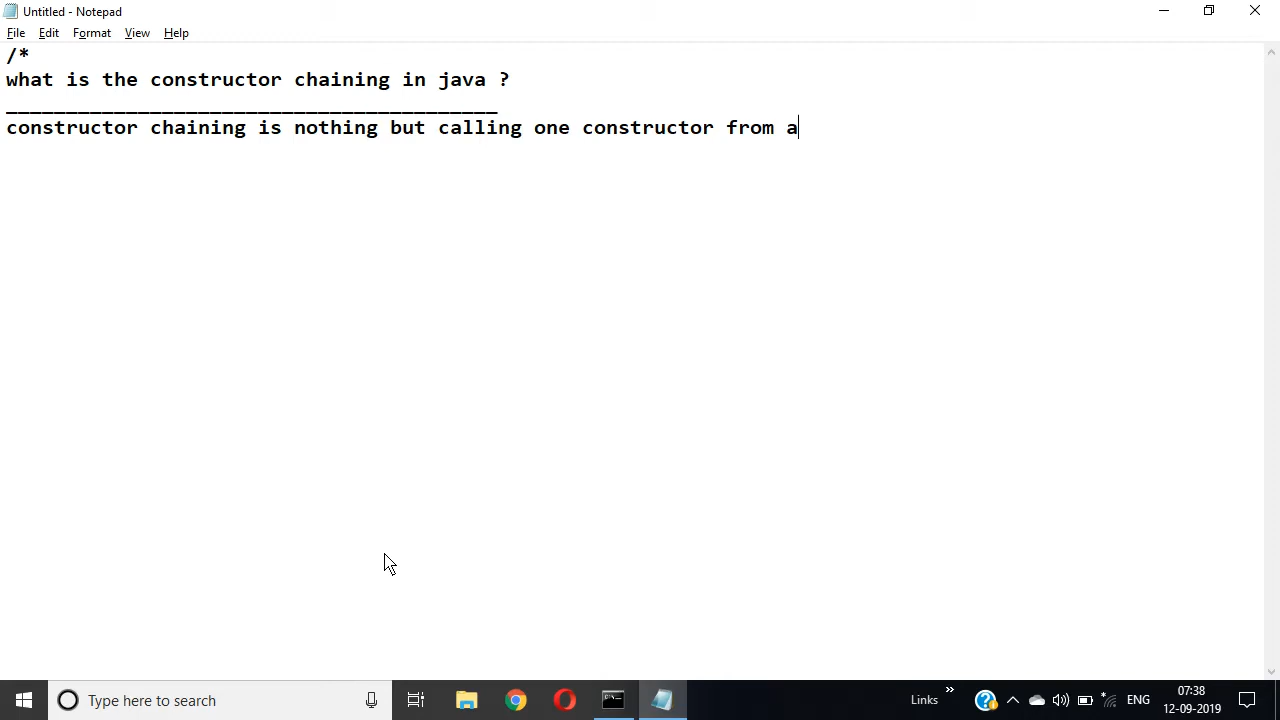 Untitled - Notepad
File Edit Format View Help
/*
what is the constructor chaining in java ?
_________________________________________
constructor chaining is nothing but calling one constructor from a
Type here to search
Links » ENG 07:38
12-09-2019